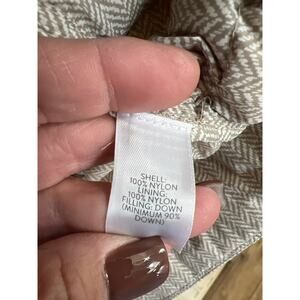 SHELL:
100% NYLON
LINING:
100% NYLON
FILLING: DOWN
(MINIMUM 90%
DOWN)